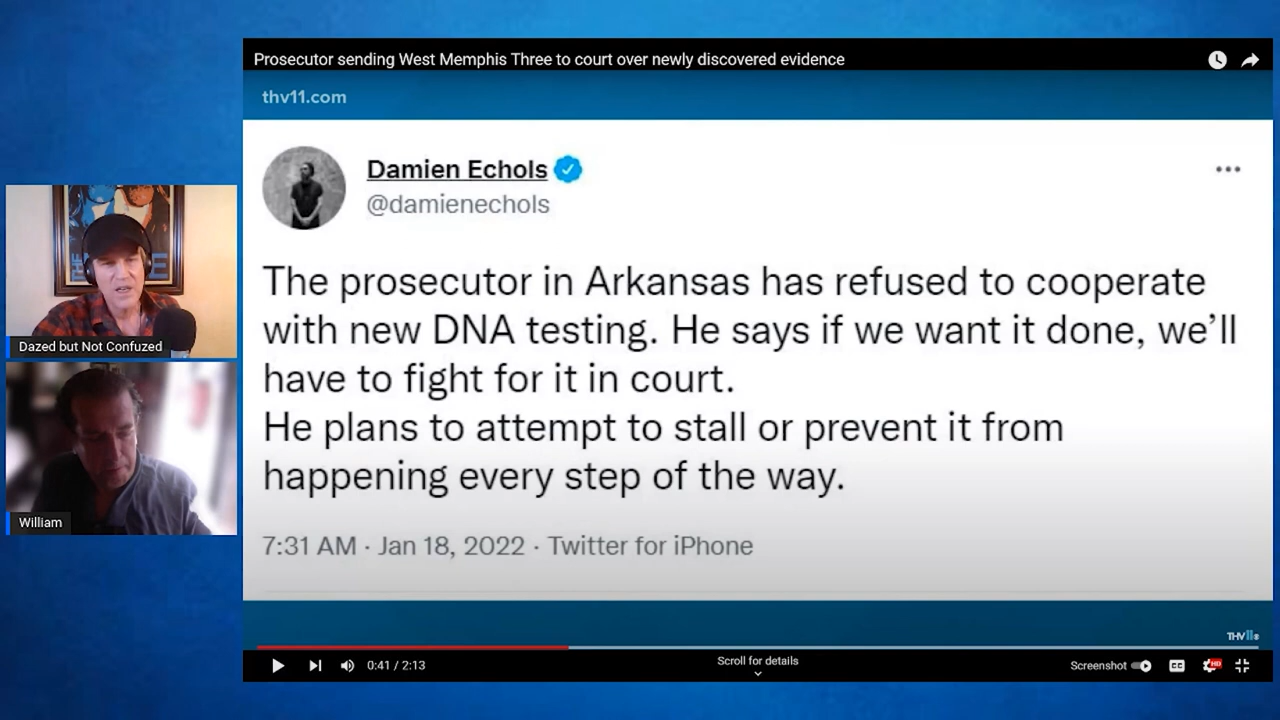 Prosecutor sending West Memphis Three to court over newly discovered evidence
thv11.com
Damien Echols
@damienechols
The prosecutor in Arkansas has refused to cooperate
with new DNA testing. He says if we want it done, we’ll
have to fight for it in court.
He plans to attempt to stall or prevent it from
happening every step of the way.
7:31 AM · Jan 18, 2022 · Twitter for iPhone
Dazed but Not Confuzed
William
THV11
0:41 / 2:13
Scroll for details
Screenshot
CC
HD